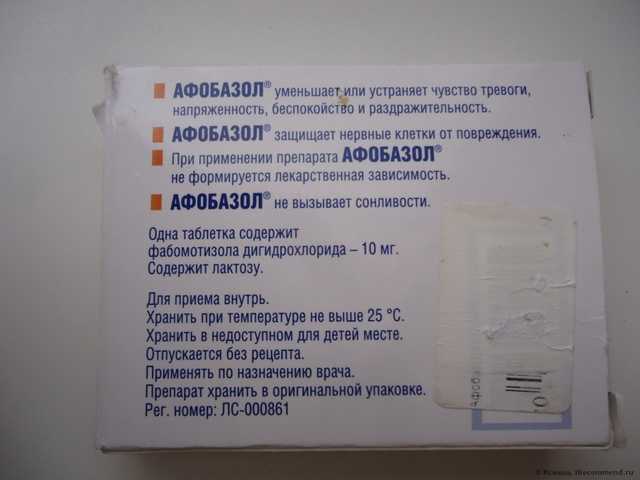 АФОБАЗОЛ® уменьшает или устраняет чувство тревоги,
напряженность, беспокойство и раздражительность.
АФОБАЗОЛ® защищает нервные клетки от повреждения.
При применении препарата АФОБАЗОЛ®
не формируется лекарственная зависимость.
АФОБАЗОЛ® не вызывает сонливости.
Одна таблетка содержит
фабомотизола дигидрохлорида – 10 мг.
Содержит лактозу.
Для приема внутрь.
Хранить при температуре не выше 25 °С.
Хранить в недоступном для детей месте.
Отпускается без рецепта.
Применять по назначению врача.
Препарат хранить в оригинальной упаковке.
Рег. номер: ЛС-000861
Афобаз